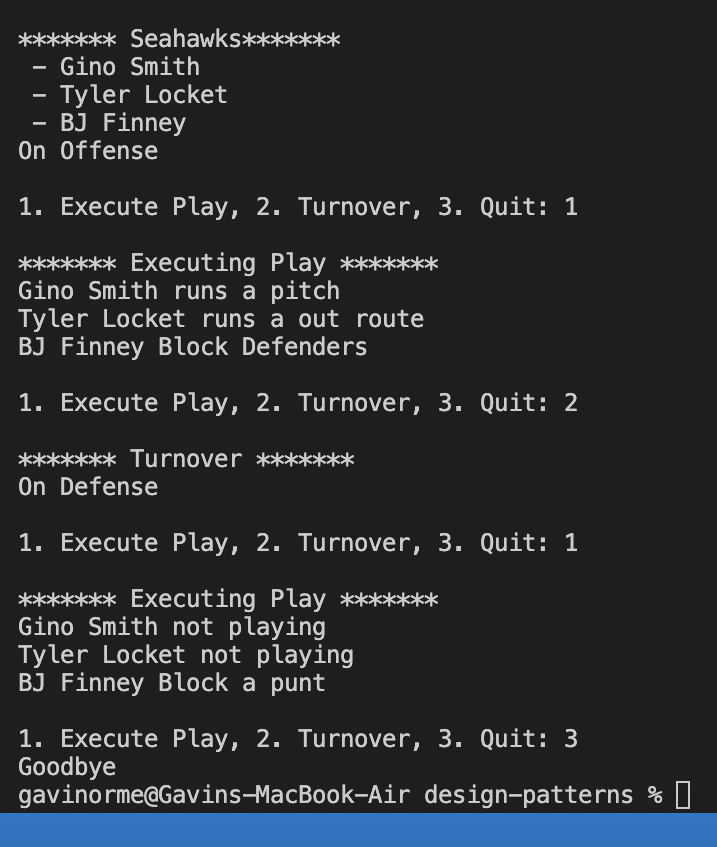 ******* Seahawks*******
 - Gino Smith
 - Tyler Locket
 - BJ Finney
On Offense
1. Execute Play, 2. Turnover, 3. Quit: 1
******* Executing Play *******
Gino Smith runs a pitch
Tyler Locket runs a out route
BJ Finney Block Defenders
1. Execute Play, 2. Turnover, 3. Quit: 2
******* Turnover *******
On Defense
1. Execute Play, 2. Turnover, 3. Quit: 1
******* Executing Play *******
Gino Smith not playing
Tyler Locket not playing
BJ Finney Block a punt
1. Execute Play, 2. Turnover, 3. Quit: 3
Goodbye
gavinorme@Gavins-MacBook-Air design-patterns %